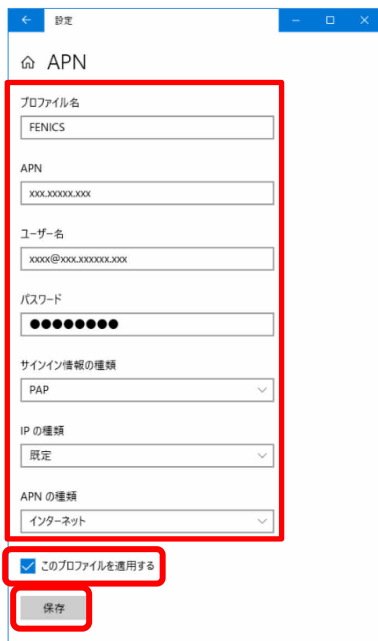 設定
APN
プロファイル名
FENICS
APN
xxx.xxxxx.xxx
ユーザー名
xxxx@xxx.xxxxxx.xxx
パスワード
●●●●●●●●
サインイン情報の種類
PAP
IP の種類
既定
APN の種類
インターネット
このプロファイルを適用する
保存